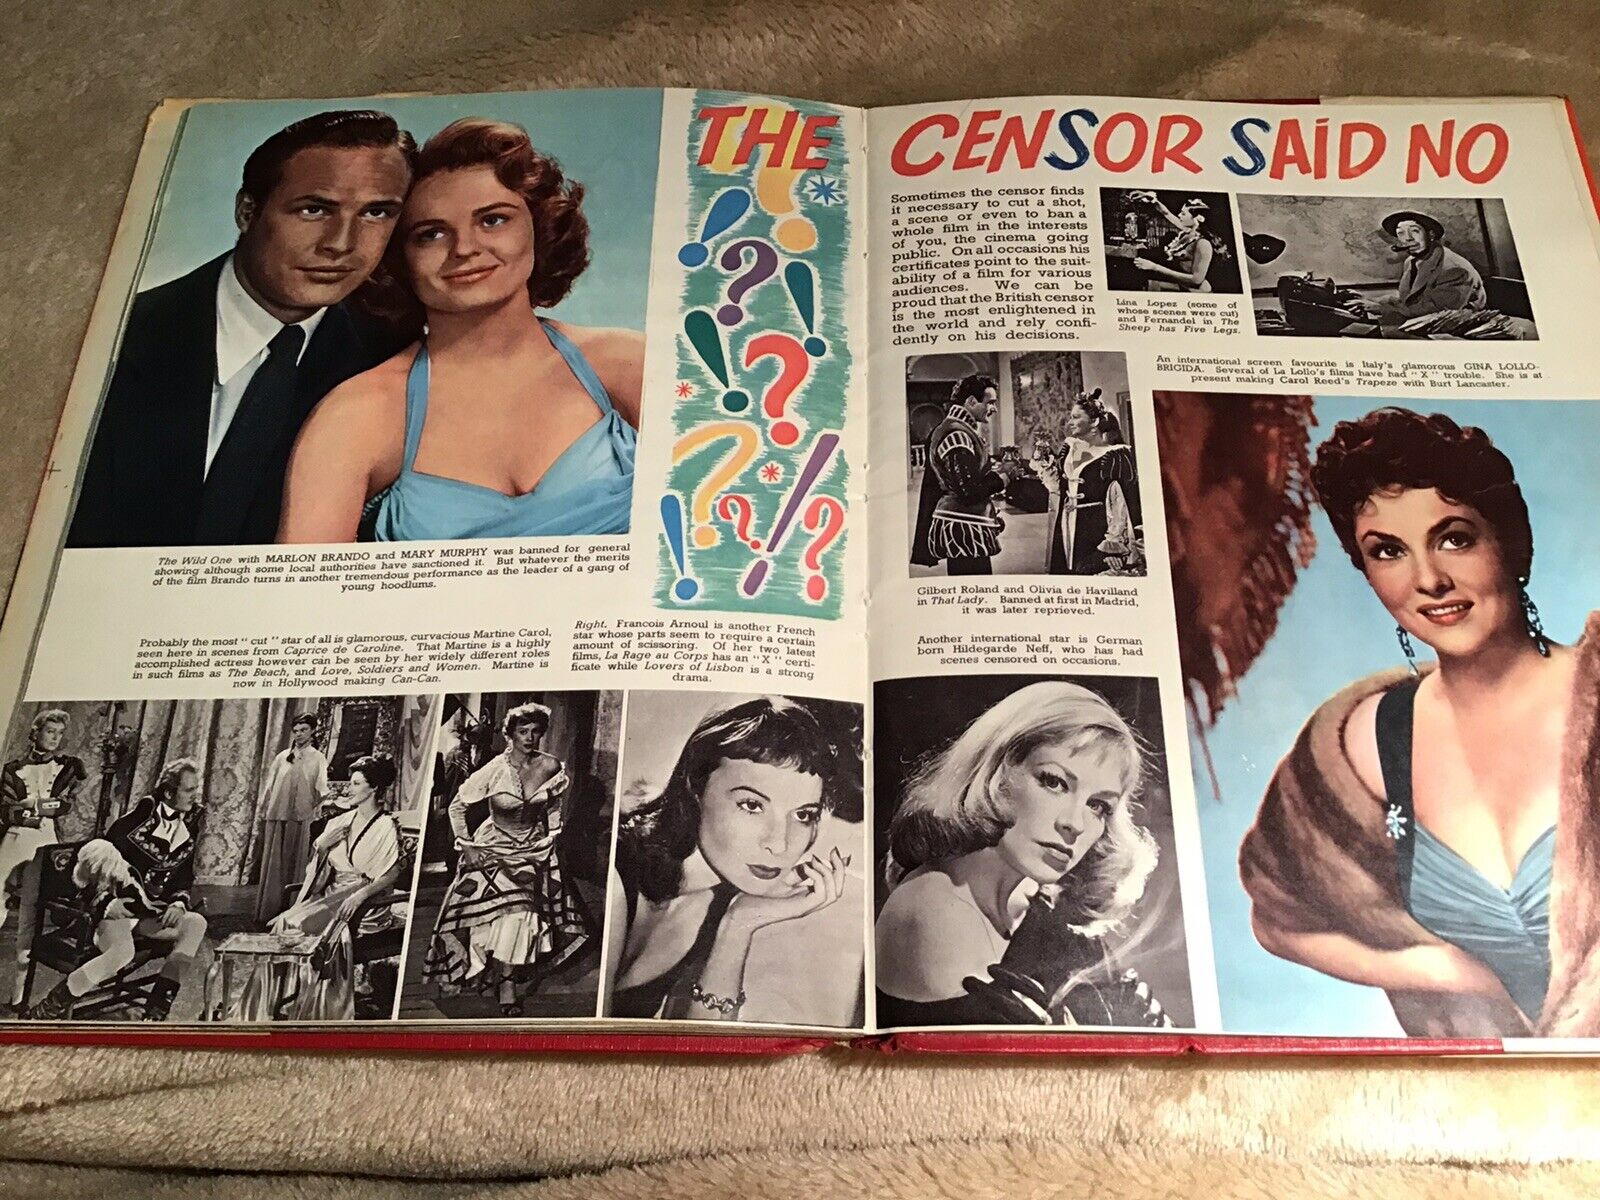 THE CENSOR SAID NO
The Wild One with MARLON BRANDO and MARY MURPHY was banned for general
showing although some local authorities have sanctioned it. But whatever the merits
of the film Brando turns in another tremendous performance as the leader of a gang of
young hoodlums.
Probably the most "cut" star of all is glamorous, curvacious Martine Carol,
seen here in scenes from Caprice de Caroline. That Martine is a highly
accomplished actress however can be seen by her widely different roles
in such films as The Beach, and Love, Soldiers and Women. Martine is
now in Hollywood making Can-Can.
Right. Francois Arnoul is another French
star whose parts seem to require a certain
amount of scissoring. Of her two latest
films, La Rage au Corps has an "X" certi-
ficate while Lovers of Lisbon is a strong
drama.
Sometimes the censor finds
it necessary to cut a shot,
a scene or even to ban a
whole film in the interests
of you, the cinema going
public. On all occasions his
certificates point to the suit-
ability of a film for various
audiences. We can be
proud that the British censor
is the most enlightened in
the world and rely confi-
dently on his decisions.
Lina Lopez (some of
whose scenes were cut)
and Fernandel in The
Sheep has Five Legs.
An international screen favourite is Italy's glamorous GINA LOLLO-
BRIGIDA. Several of La Lollo's films have had "X" trouble. She is at
present making Carol Reed's Trapeze with Burt Lancaster.
Gilbert Roland and Olivia de Havilland
in That Lady. Banned at first in Madrid,
it was later reprieved.
Another international star is German
born Hildegarde Neff, who has had
scenes censored on occasions.